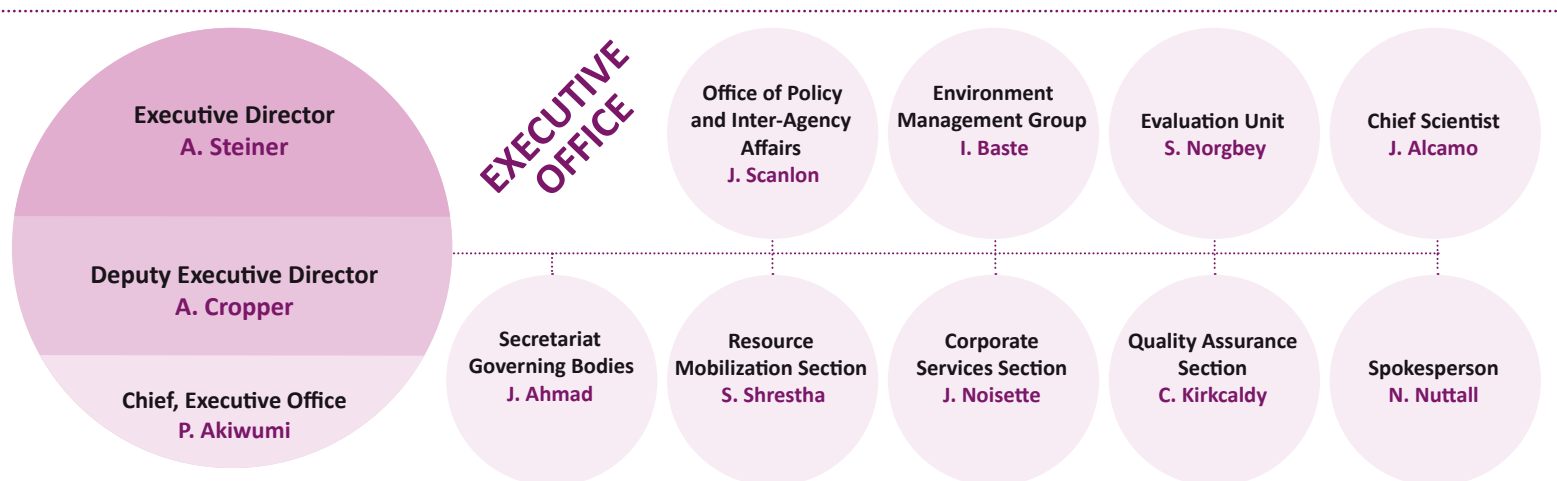 Executive Director
A. Steiner
Deputy Executive Director
A. Cropper
Chief, Executive Office
P. Akiwumi
EXECUTIVE
OFFICE
Office of Policy
and Inter-Agency
Affairs
J. Scanlon
Environment
Management Group
I. Baste
Evaluation Unit
S. Norgbey
Chief Scientist
J. Alcamo
Secretariat
Governing Bodies
J. Ahmad
Resource
Mobilization Section
S. Shrestha
Corporate
Services Section
J. Noisette
Quality Assurance
Section
C. Kirkcaldy
Spokesperson
N. Nuttall